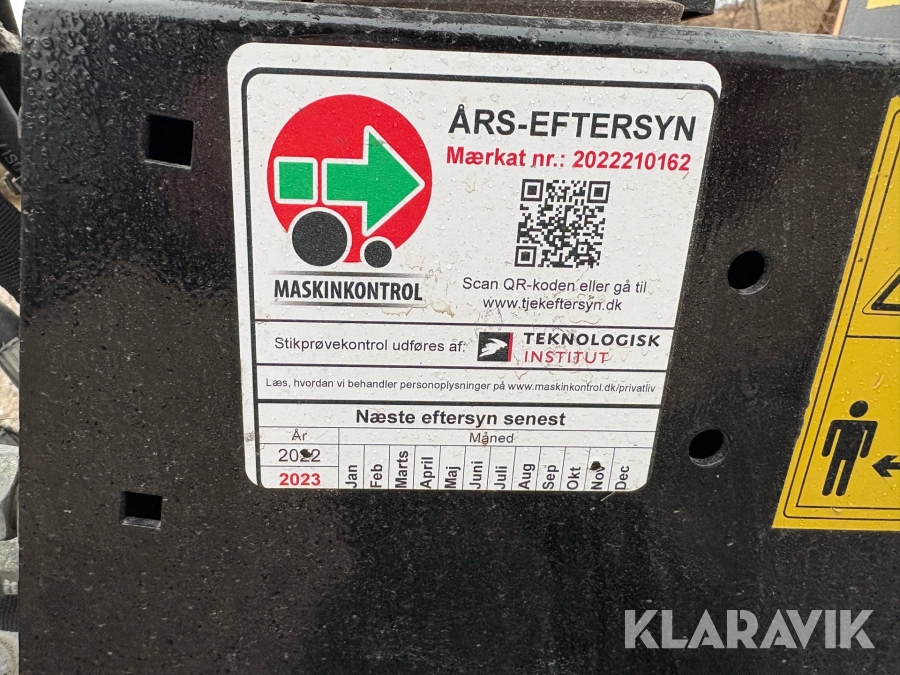 ÅRS-EFTERSYN
Mærkat nr.: 2022210162
MASKINKONTROL
Scan QR-koden eller gå til
www.tjekeftersyn.dk
Stikprøvekontrol udføres af:
TEKNOLOGISK
INSTITUT
Læs, hvordan vi behandler personoplysninger på www.maskinkontrol.dk/privatliv
Næste eftersyn senest
År
Måned
2022
2023
Jan
Feb
Marts
April
Maj
Juni
Juli
Aug
Sep
Okt
Nov
Dec
KLARAVIK